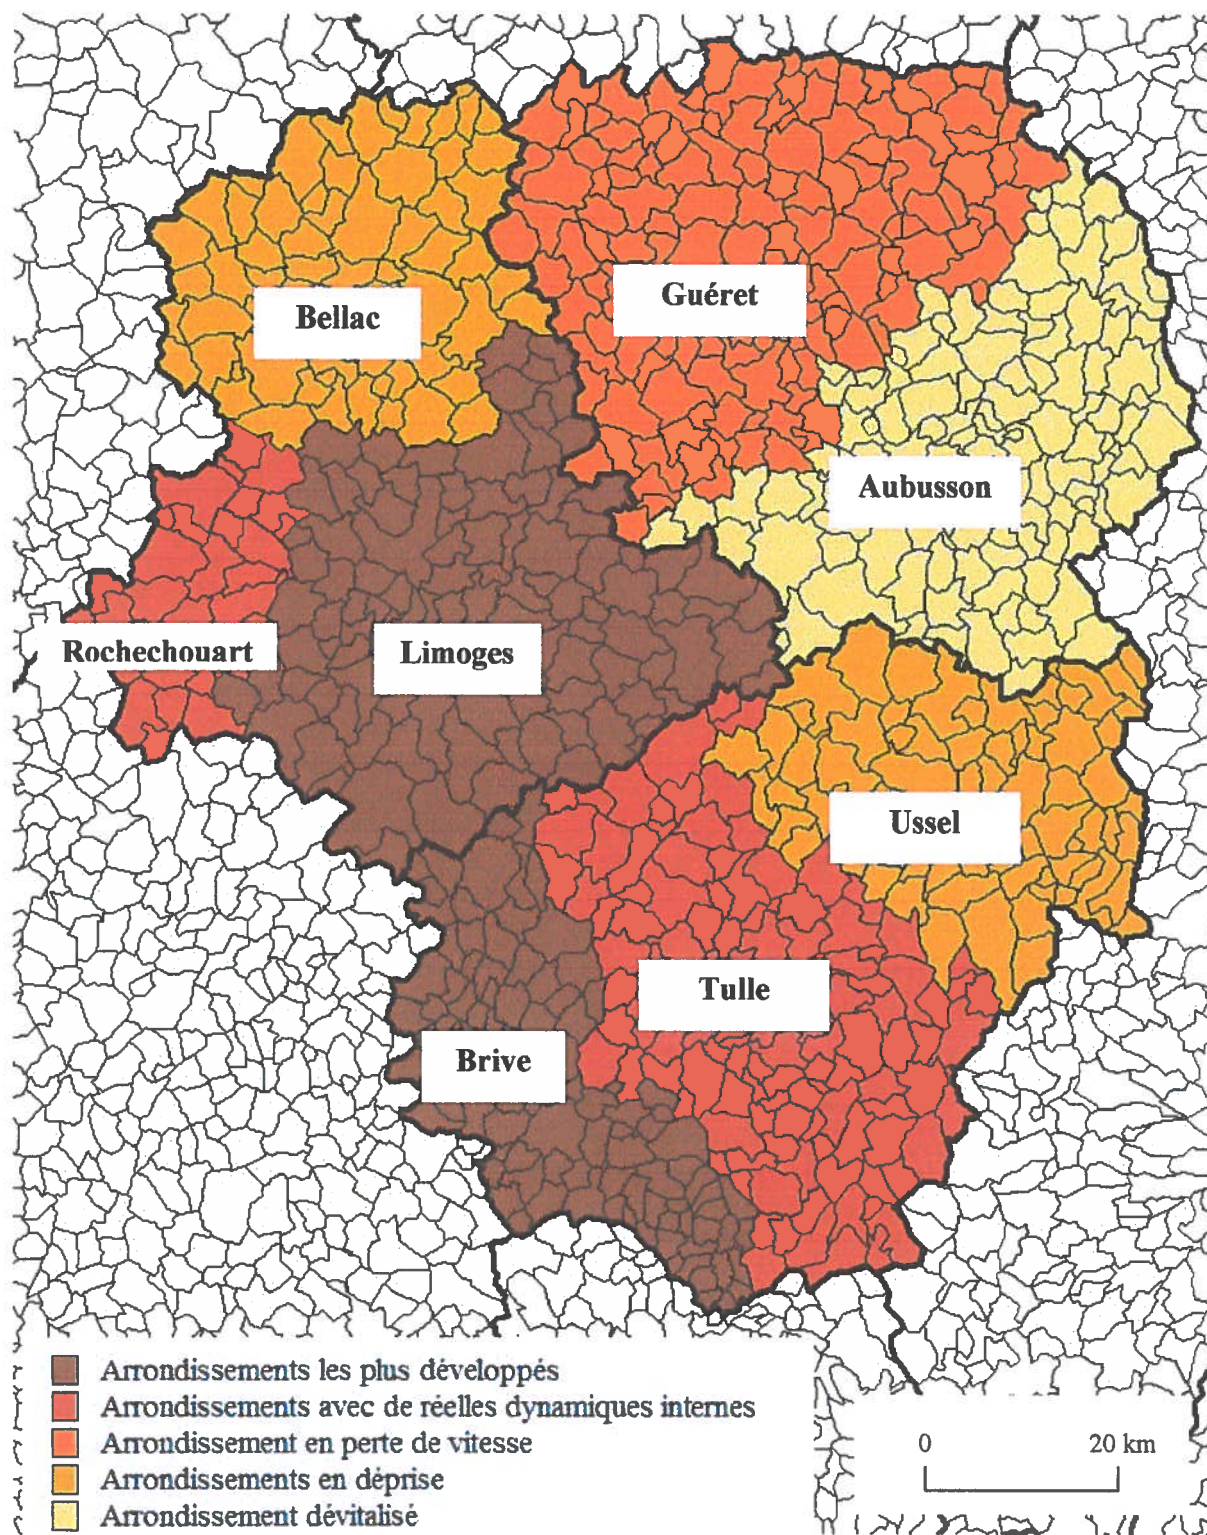 Guéret
Bellac
Aubusson
Rochechouart
Limoges
Ussel
Tulle
Brive
Arrondissements les plus développés
Arrondissements avec de réelles dynamiques internes
Arrondissement en perte de vitesse
Arrondissements en déprise
Arrondissement dévitalisé
0 20 km